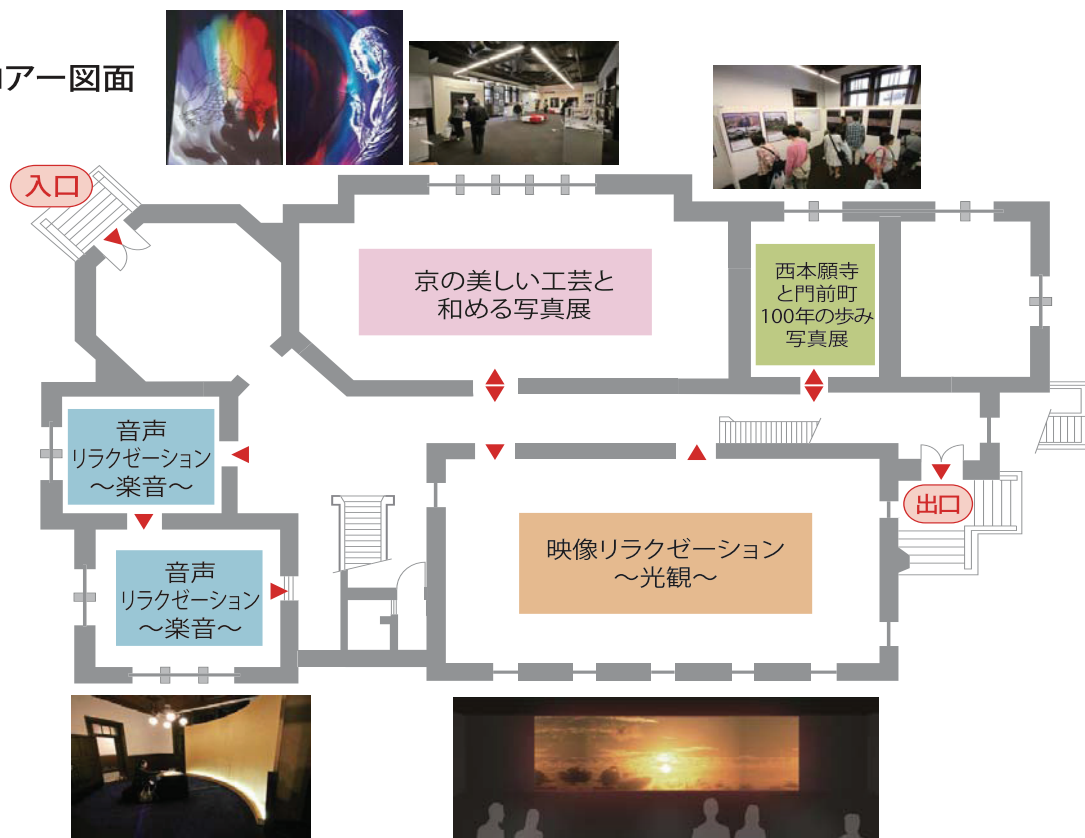 アー図面
入口
京の美しい工芸と
和める写真展
西本願寺
と門前町
100年の歩み
写真展
音声
リラクゼーション
～楽音～
音声
リラクゼーション
～楽音～
映像リラクゼーション
～光観～
出口